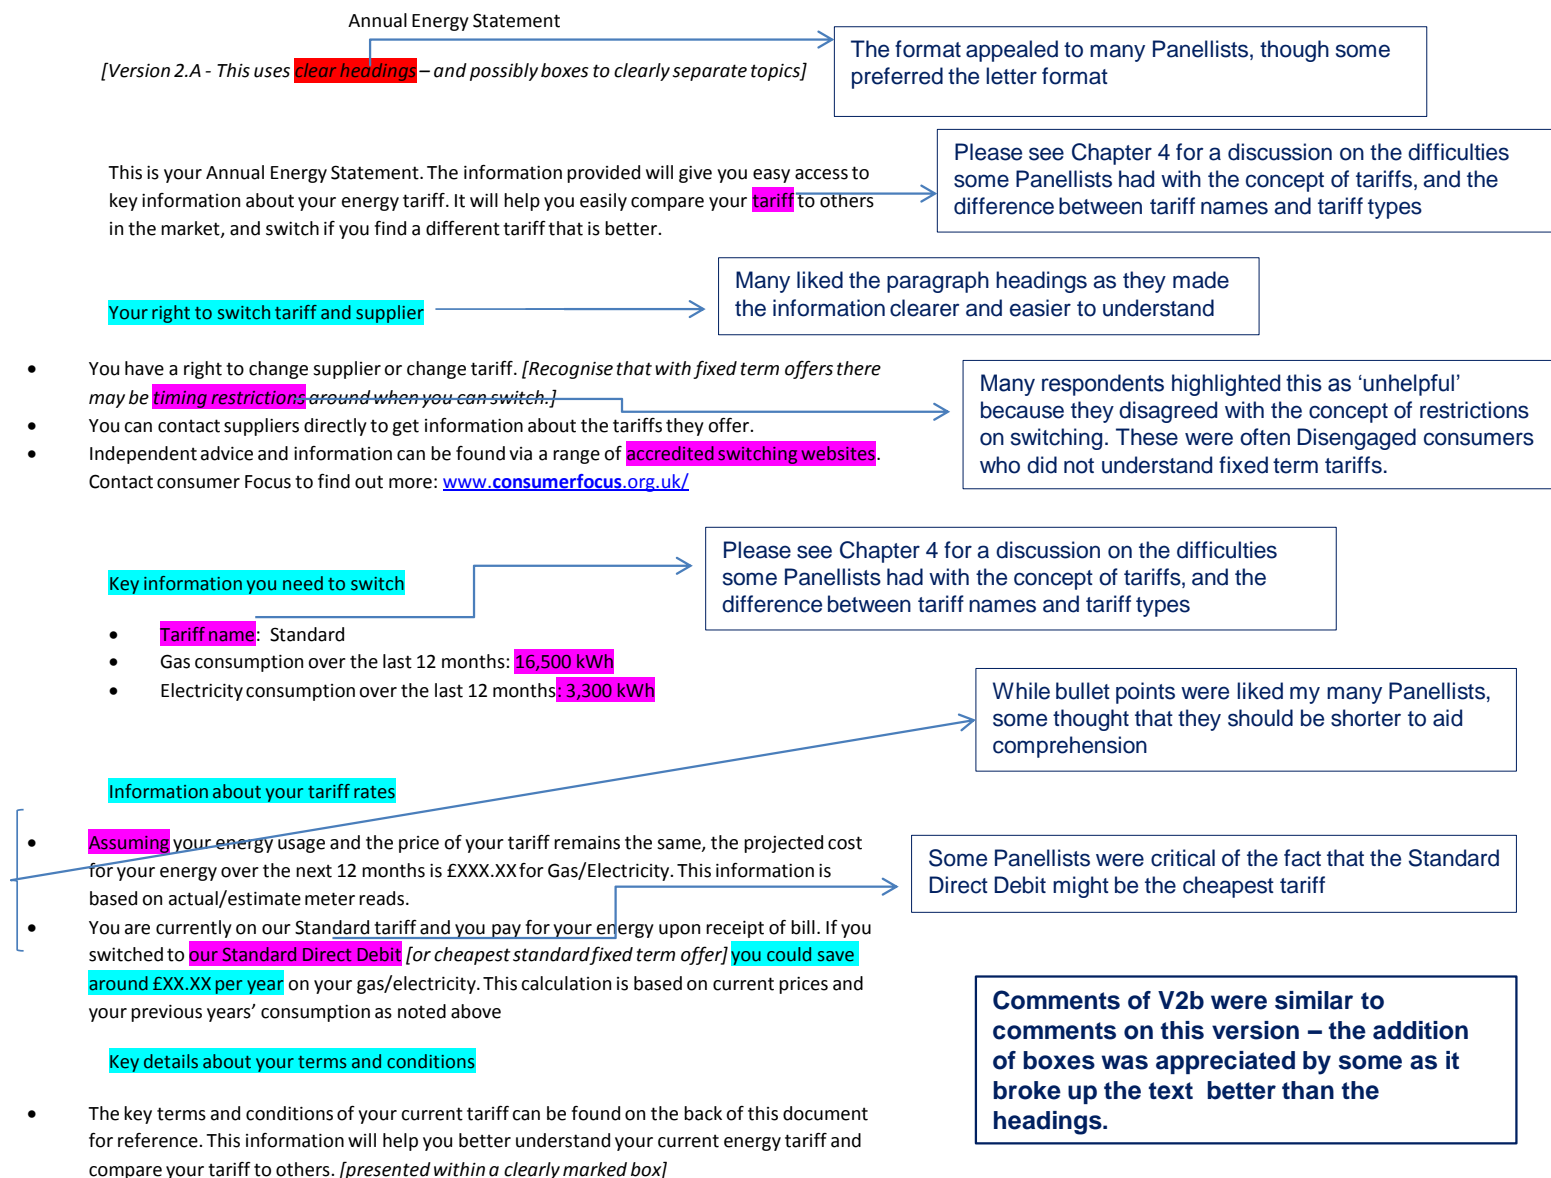 Annual Energy Statement
[Version 2.A - This uses clear headings – and possibly boxes to clearly separate topics]
The format appealed to many Panellists, though some
preferred the letter format
This is your Annual Energy Statement. The information provided will give you easy access to
key information about your energy tariff. It will help you easily compare your tariff to others
in the market, and switch if you find a different tariff that is better.
Please see Chapter 4 for a discussion on the difficulties
some Panellists had with the concept of tariffs, and the
difference between tariff names and tariff types
Your right to switch tariff and supplier
Many liked the paragraph headings as they made
the information clearer and easier to understand
• You have a right to change supplier or change tariff. [Recognise that with fixed term offers there
may be timing restrictions around when you can switch.]
• You can contact suppliers directly to get information about the tariffs they offer.
• Independent advice and information can be found via a range of accredited switching websites.
Contact consumer Focus to find out more: www.consumerfocus.org.uk/
Many respondents highlighted this as ‘unhelpful’
because they disagreed with the concept of restrictions
on switching. These were often Disengaged consumers
who did not understand fixed term tariffs.
Key information you need to switch
Please see Chapter 4 for a discussion on the difficulties
some Panellists had with the concept of tariffs, and the
difference between tariff names and tariff types
• Tariff name: Standard
• Gas consumption over the last 12 months: 16,500 kWh
• Electricity consumption over the last 12 months: 3,300 kWh
While bullet points were liked my many Panellists,
some thought that they should be shorter to aid
comprehension
Information about your tariff rates
• Assuming your energy usage and the price of your tariff remains the same, the projected cost
for your energy over the next 12 months is £XXX.XX for Gas/Electricity. This information is
based on actual/estimate meter reads.
• You are currently on our Standard tariff and you pay for your energy upon receipt of bill. If you
switched to our Standard Direct Debit [or cheapest standard fixed term offer] you could save
around £XX.XX per year on your gas/electricity. This calculation is based on current prices and
your previous years’ consumption as noted above
Some Panellists were critical of the fact that the Standard
Direct Debit might be the cheapest tariff
Key details about your terms and conditions
Comments of V2b were similar to
comments on this version – the addition
of boxes was appreciated by some as it
broke up the text better than the
headings.
• The key terms and conditions of your current tariff can be found on the back of this document
for reference. This information will help you better understand your current energy tariff and
compare your tariff to others. [presented within a clearly marked box]